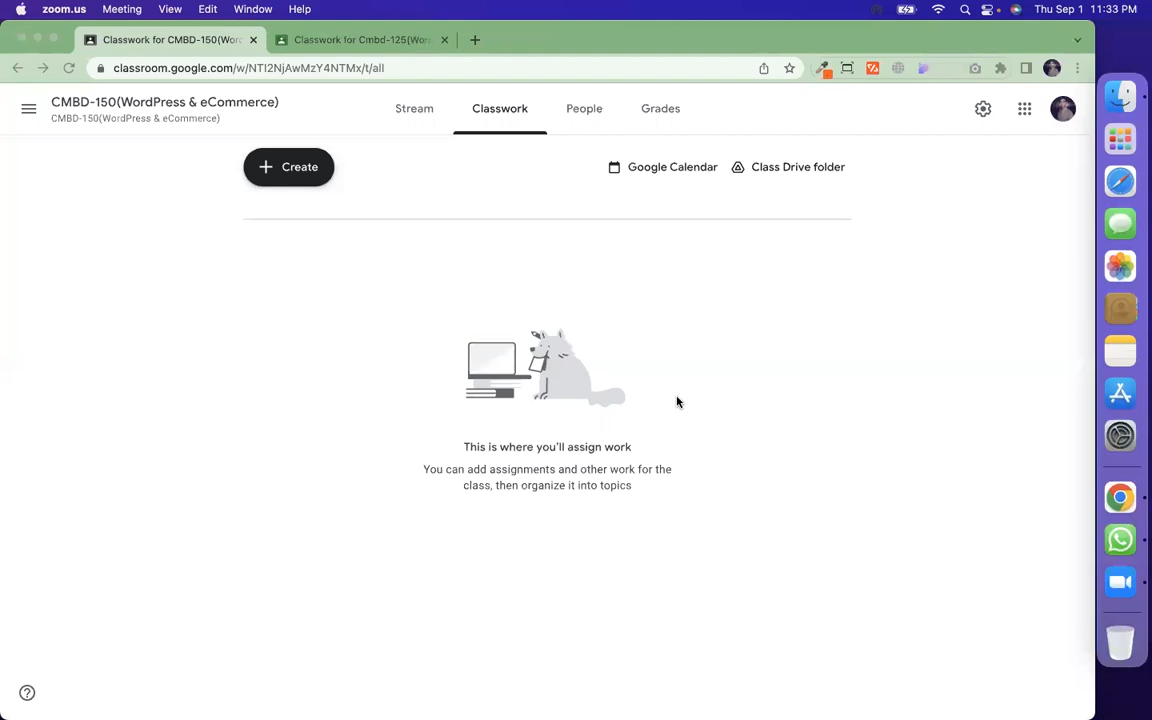 zoom.us Meeting View Edit Window Help Thu Sep 1 11:33 PM
Classwork for CMBD-150(Wor Classwork for Cmbd-125(Wor
classroom.google.com/w/NTI2NjAwMzY4NTMx/t/all
CMBD-150(WordPress & eCommerce)
CMBD-150(WordPress & eCommerce)
Stream Classwork People Grades
Create Google Calendar Class Drive folder
This is where you'll assign work
You can add assignments and other work for the
class, then organize it into topics